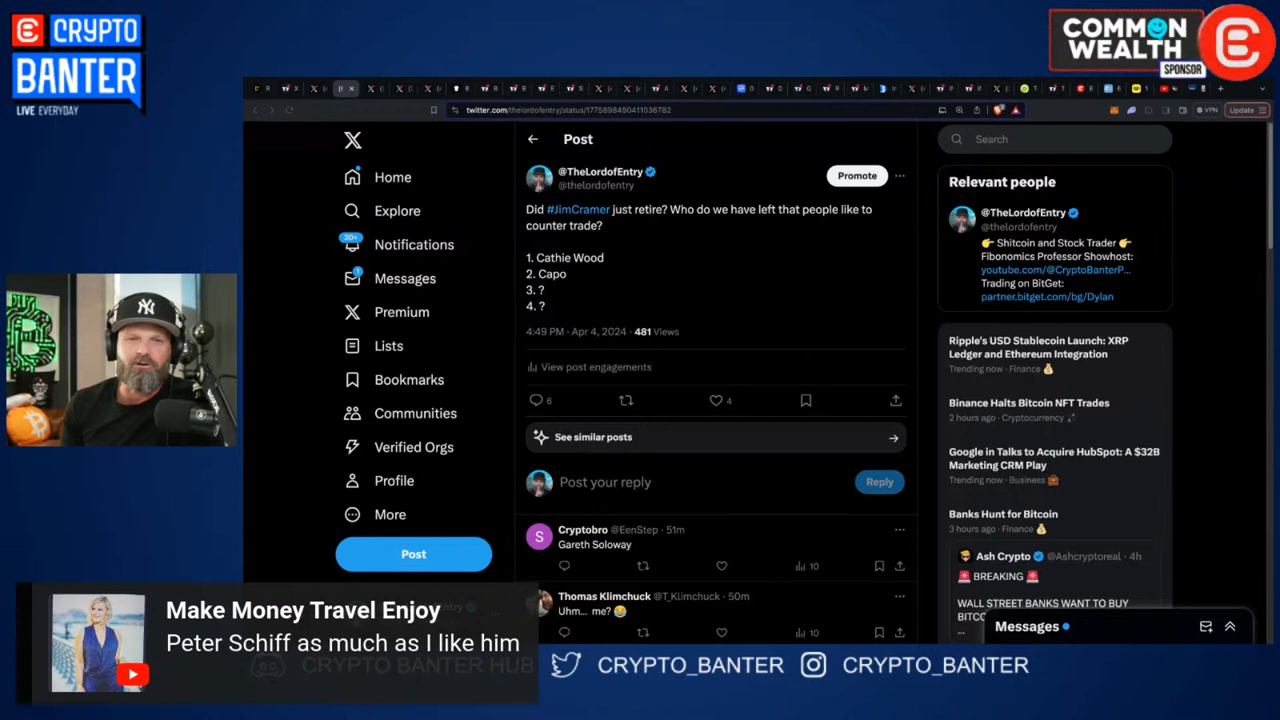 CRYPTO
BANTER
LIVE EVERYDAY
COMMON
WEALTH
SPONSOR
twitter.com/thelordofentry/status/1775898490411036782
VPN
Update
Home
Explore
20+
Notifications
1
Messages
Premium
Lists
Bookmarks
Communities
Verified Orgs
Profile
More
Post
Post
@TheLordofEntry
@thelordofentry
Promote
Did #JimCramer just retire? Who do we have left that people like to
counter trade?
1. Cathie Wood
2. Capo
3. ?
4. ?
4:49 PM · Apr 4, 2024 · 481 Views
View post engagements
6
4
See similar posts
Post your reply
Reply
S
Cryptobro @EenStep · 51m
Gareth Soloway
10
Thomas Klimchuck @T_Klimchuck · 50m
Uhm... me? 😂
10
Search
Relevant people
@TheLordofEntry
@thelordofentry
👉 Shitcoin and Stock Trader 👉
Fibonomics Professor Showhost:
youtube.com/@CryptoBanterP...
Trading on BitGet:
partner.bitget.com/bg/Dylan
Ripple's USD Stablecoin Launch: XRP
Ledger and Ethereum Integration
Trending now · Finance 💰
Binance Halts Bitcoin NFT Trades
2 hours ago · Cryptocurrency
Google in Talks to Acquire HubSpot: A $32B
Marketing CRM Play
Trending now · Business 💼
Banks Hunt for Bitcoin
3 hours ago · Finance 💰
Ash Crypto @Ashcryptoreal · 4h
🚨 BREAKING 🚨
WALL STREET BANKS WANT TO BUY
...
Messages
Make Money Travel Enjoy
Peter Schiff as much as I like him
CRYPTO BANTER HUB
CRYPTO_BANTER
CRYPTO_BANTER